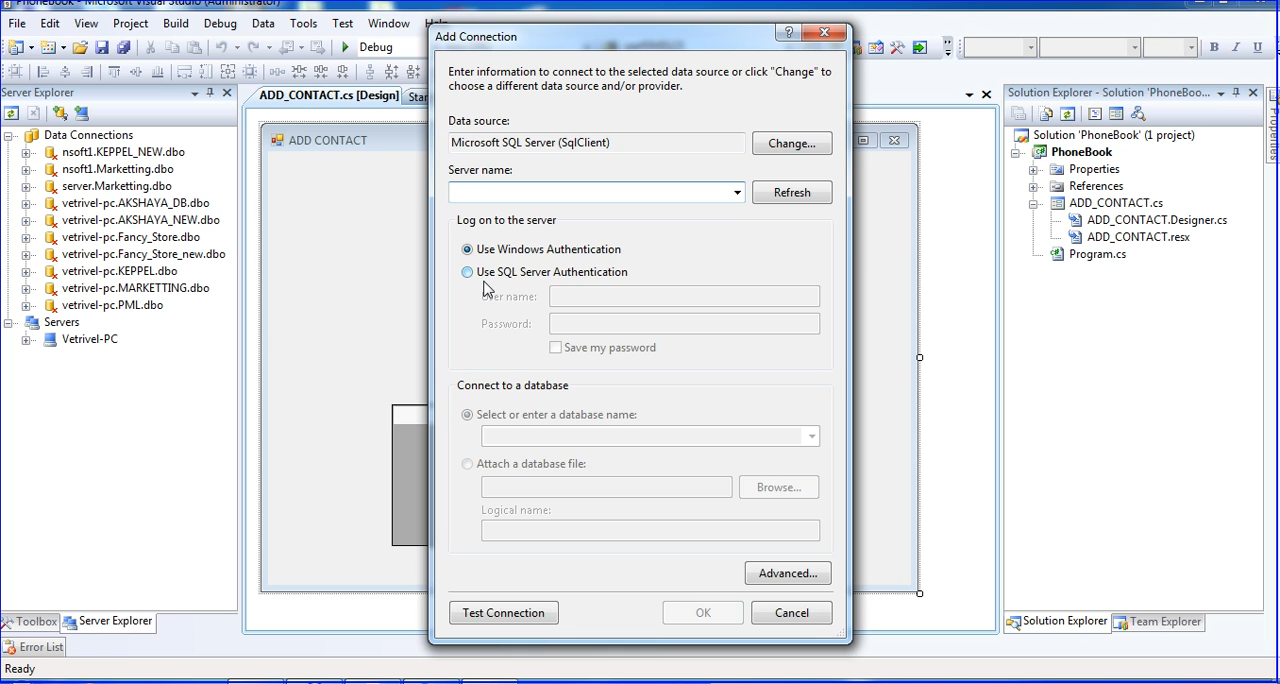 PhoneBook - Microsoft Visual Studio (Administrator)
File Edit View Project Build Debug Data Tools Test Window
Debug
B I U
Server Explorer
Data Connections
nsoft1.KEPPEL_NEW.dbo
nsoft1.Marketting.dbo
server.Marketting.dbo
vetrivel-pc.AKSHAYA_DB.dbo
vetrivel-pc.AKSHAYA_NEW.dbo
vetrivel-pc.Fancy_Store.dbo
vetrivel-pc.Fancy_Store_new.dbo
vetrivel-pc.KEPPEL.dbo
vetrivel-pc.MARKETTING.dbo
vetrivel-pc.PML.dbo
Servers
Vetrivel-PC
Toolbox Server Explorer
Error List
Ready
ADD_CONTACT.cs [Design] Star
ADD CONTACT
Add Connection
Enter information to connect to the selected data source or click "Change" to
choose a different data source and/or provider.
Data source:
Microsoft SQL Server (SqlClient) Change...
Server name:
Refresh
Log on to the server
Use Windows Authentication
Use SQL Server Authentication
User name:
Password:
Save my password
Connect to a database
Select or enter a database name:
Attach a database file:
Browse...
Logical name:
Advanced...
Test Connection OK Cancel
Solution Explorer - Solution 'PhoneBoo...
Solution 'PhoneBook' (1 project)
PhoneBook
Properties
References
ADD_CONTACT.cs
ADD_CONTACT.Designer.cs
ADD_CONTACT.resx
Program.cs
Solution Explorer Team Explorer
Properties